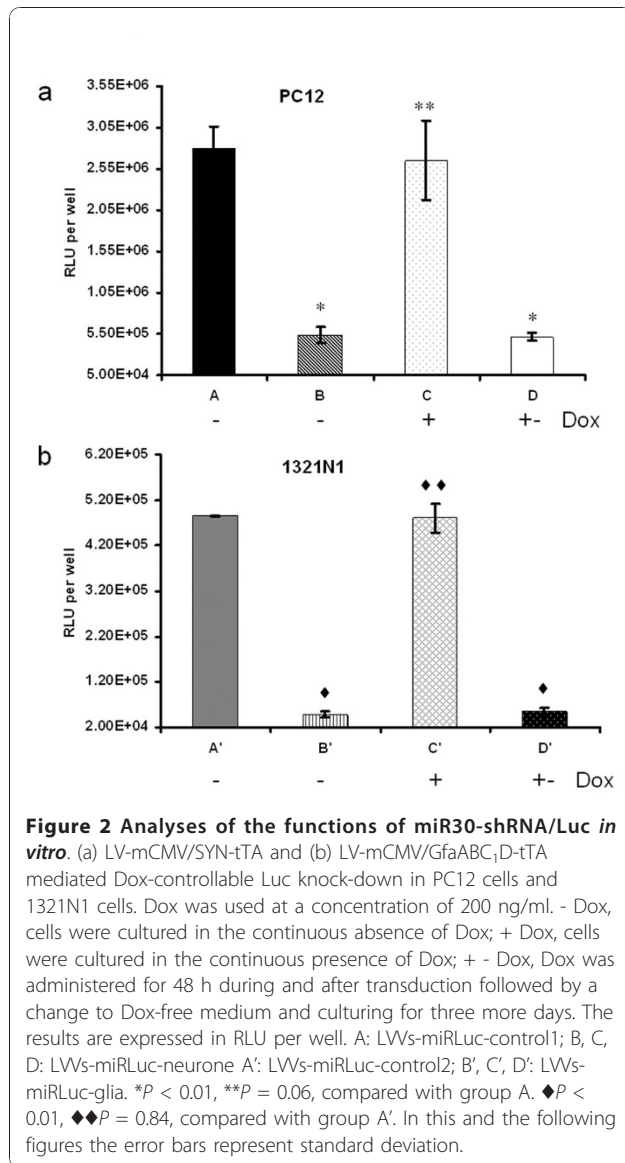 a
PC12
3.55E+06
3.05E+06
2.55E+06
2.05E+06
1.55E+06
1.05E+06
5.50E+05
5.00E+04
RLU per well
*
**
*
A B C D
- - + +- Dox
b
1321N1
6.20E+05
5.20E+05
4.20E+05
3.20E+05
2.20E+05
1.20E+05
2.00E+04
RLU per well
♦
♦♦
♦
A' B' C' D'
- - + +- Dox
Figure 2 Analyses of the functions of miR30-shRNA/Luc in
vitro. (a) LV-mCMV/SYN-tTA and (b) LV-mCMV/GfaABC₁D-tTA
mediated Dox-controllable Luc knock-down in PC12 cells and
1321N1 cells. Dox was used at a concentration of 200 ng/ml. - Dox,
cells were cultured in the continuous absence of Dox; + Dox, cells
were cultured in the continuous presence of Dox; + - Dox, Dox was
administered for 48 h during and after transduction followed by a
change to Dox-free medium and culturing for three more days. The
results are expressed in RLU per well. A: LVVs-miRLuc-control1; B, C,
D: LVVs-miRLuc-neurone A': LVVs-miRLuc-control2; B', C', D': LVVs-
miRLuc-glia. *P < 0.01, **P = 0.06, compared with group A. ♦P <
0.01, ♦♦P = 0.84, compared with group A'. In this and the following
figures the error bars represent standard deviation.